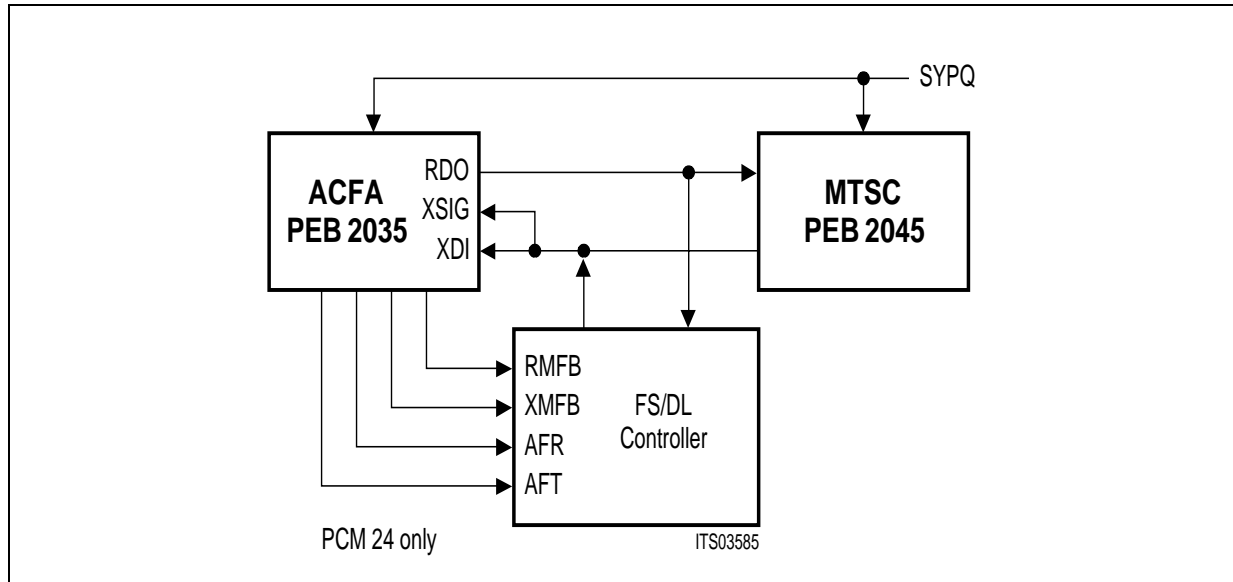 SYPQ
ACFA
PEB 2035
RDO
XSIG
XDI
MTSC
PEB 2045
RMFB
XMFB
AFR
AFT
FS/DL
Controller
PCM 24 only
ITS03585